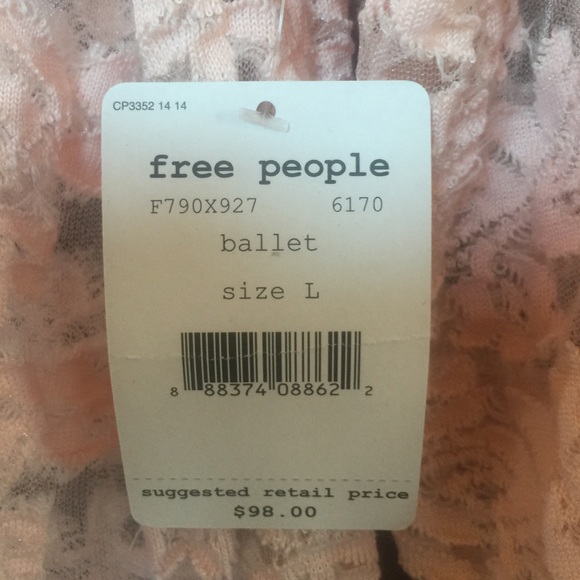 CP3352 14 14
free people
F790X927 6170
ballet
size L
8 88374 08862 2
suggested retail price
$98.00